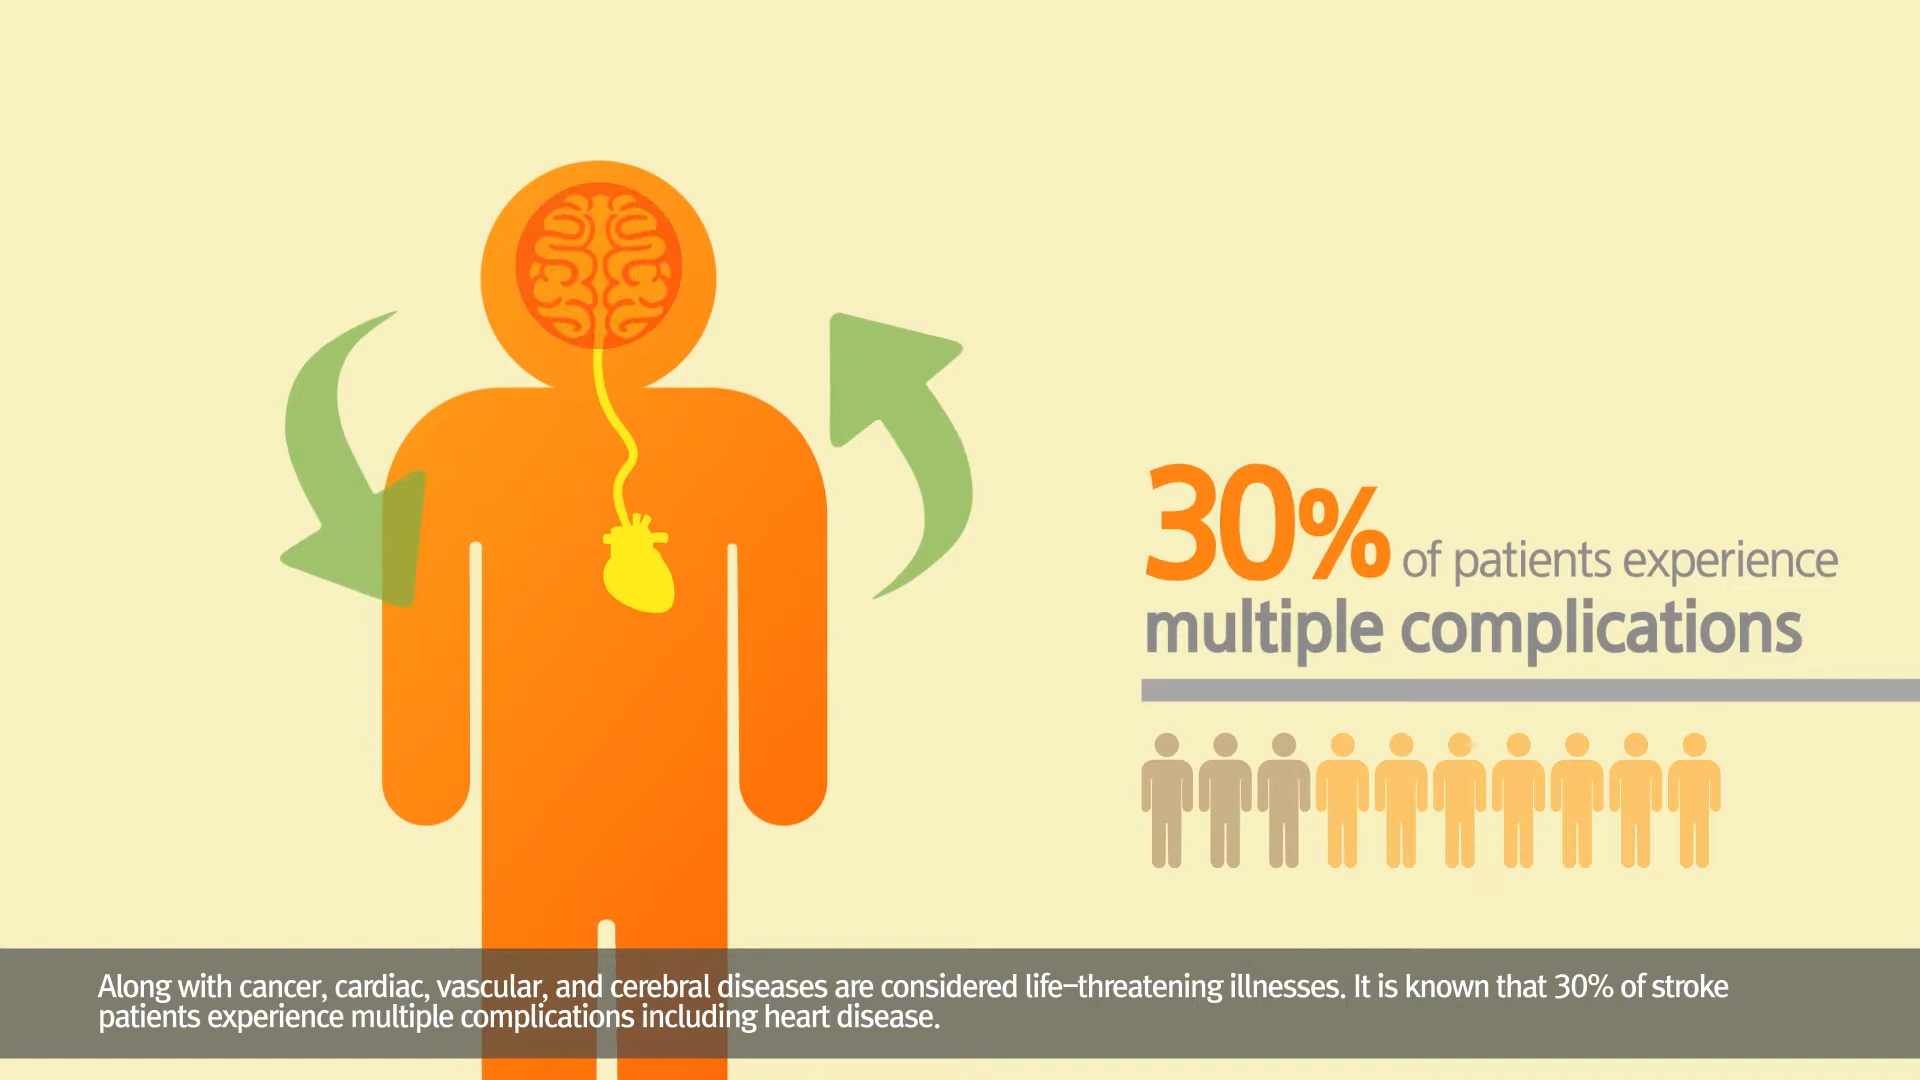 30% of patients experience
multiple complications
Along with cancer, cardiac, vascular, and cerebral diseases are considered life-threatening illnesses. It is known that 30% of stroke
patients experience multiple complications including heart disease.